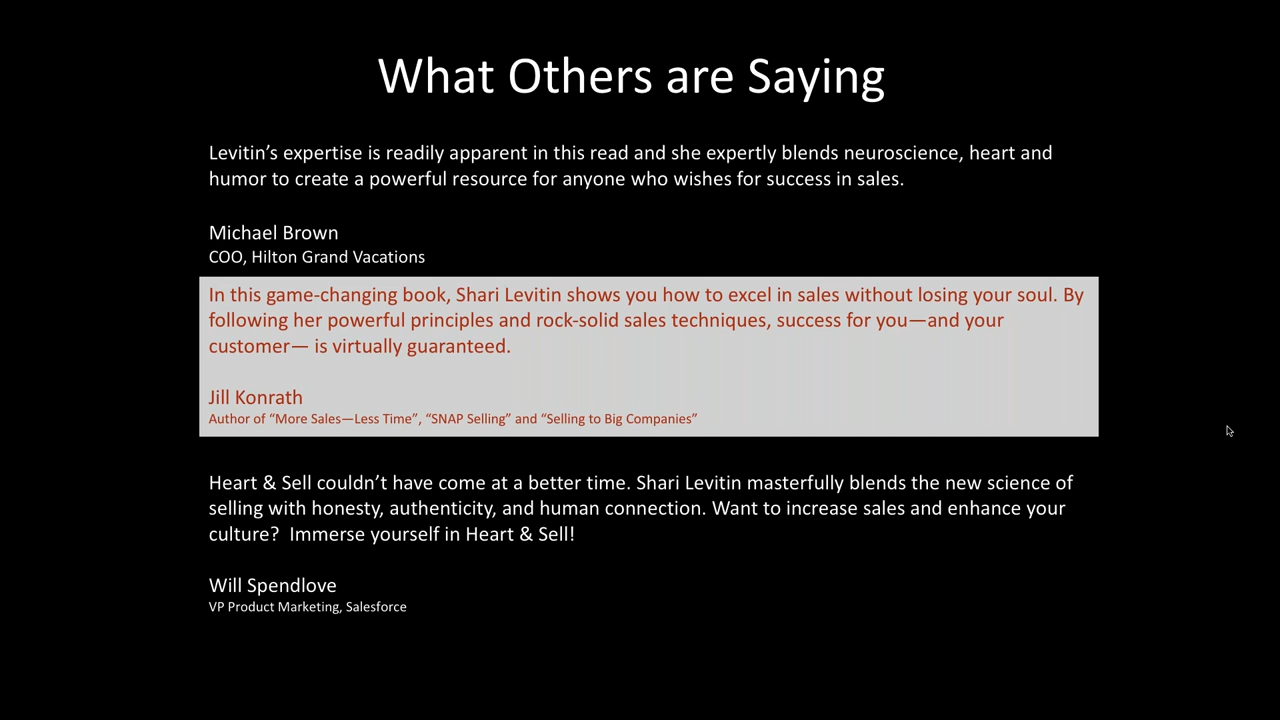 What Others are Saying
Levitin’s expertise is readily apparent in this read and she expertly blends neuroscience, heart and
humor to create a powerful resource for anyone who wishes for success in sales.
Michael Brown
COO, Hilton Grand Vacations
In this game-changing book, Shari Levitin shows you how to excel in sales without losing your soul. By
following her powerful principles and rock-solid sales techniques, success for you—and your
customer— is virtually guaranteed.
Jill Konrath
Author of “More Sales—Less Time”, “SNAP Selling” and “Selling to Big Companies”
Heart & Sell couldn’t have come at a better time. Shari Levitin masterfully blends the new science of
selling with honesty, authenticity, and human connection. Want to increase sales and enhance your
culture?  Immerse yourself in Heart & Sell!
Will Spendlove
VP Product Marketing, Salesforce